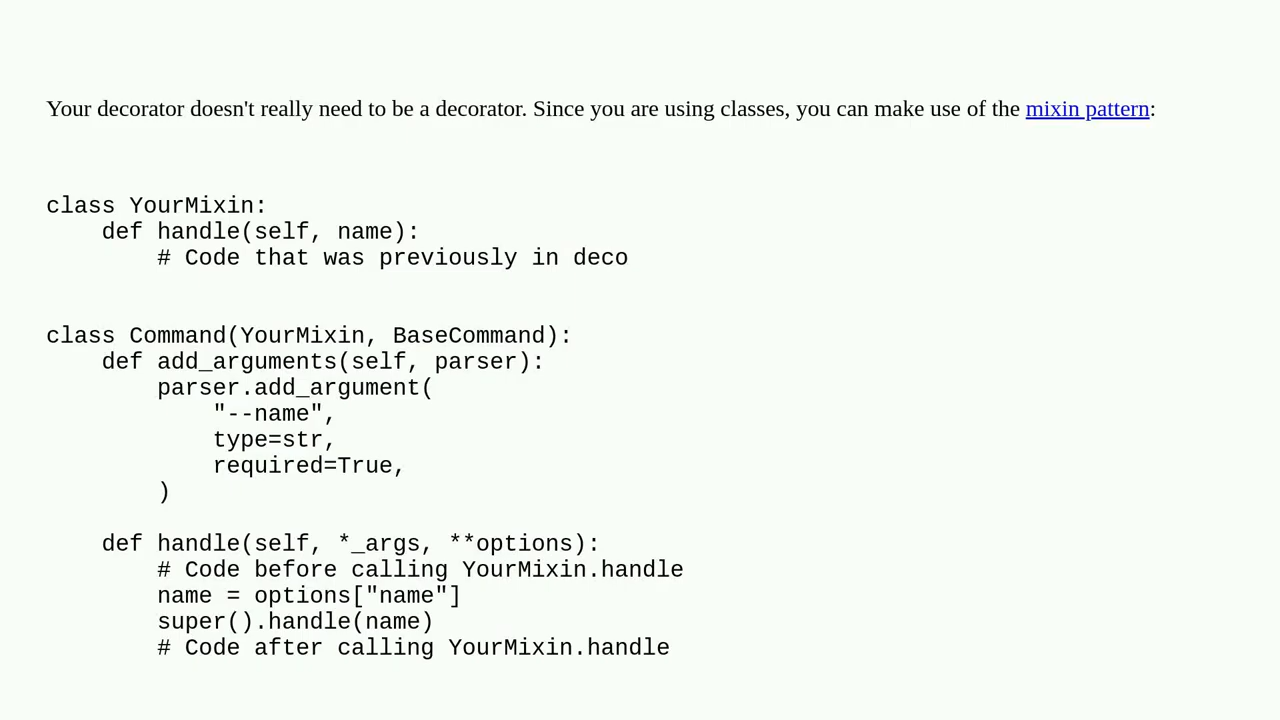 Your decorator doesn't really need to be a decorator. Since you are using classes, you can make use of the mixin pattern:
class YourMixin:
    def handle(self, name):
        # Code that was previously in deco
class Command(YourMixin, BaseCommand):
    def add_arguments(self, parser):
        parser.add_argument(
            "--name",
            type=str,
            required=True,
        )
    def handle(self, *_args, **options):
        # Code before calling YourMixin.handle
        name = options["name"]
        super().handle(name)
        # Code after calling YourMixin.handle